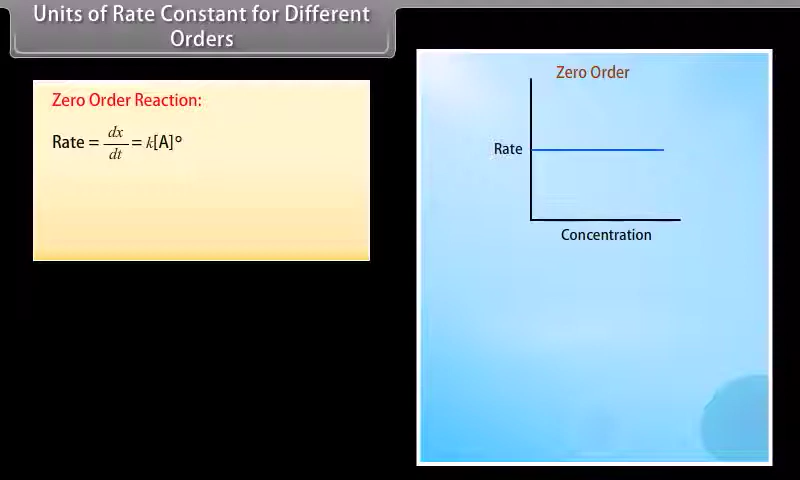 Units of Rate Constant for Different
Orders
Zero Order Reaction:
Rate = dx/dt = k[A]°
Zero Order
Rate
Concentration